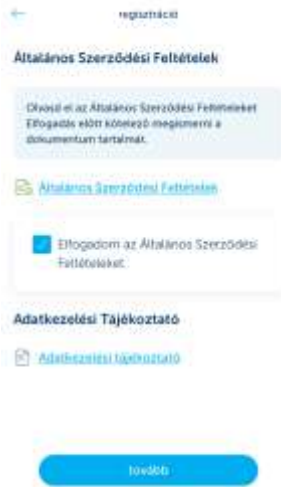 regisztráció
Általános Szerződési Feltételek
Olvasd el az Általános Szerződési Feltételeket
Elfogadás előtt kötelező megismerni a
dokumentum tartalmát.
Általános Szerződési Feltételek
Elfogadom az Általános Szerződési
Feltételeket
Adatkezelési Tájékoztató
Adatkezelési tájékoztató
tovább